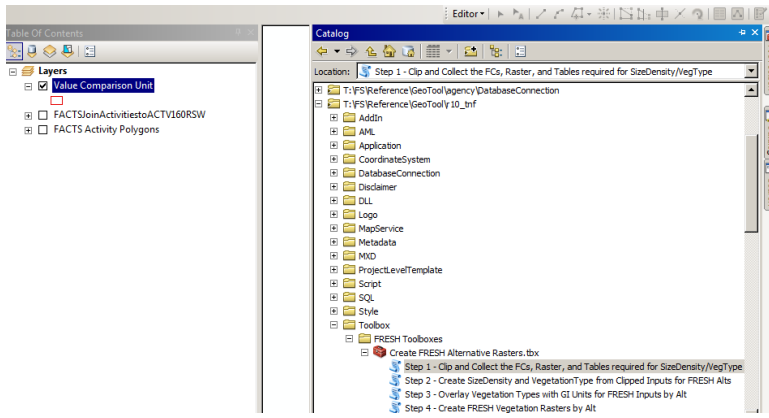 Editor
Table Of Contents
Layers
Value Comparison Unit
FACTSJoinActivitiestoACTV160RSW
FACTS Activity Polygons
Catalog
Location: Step 1 - Clip and Collect the FCs, Raster, and Tables required for SizeDensity/VegType
T:\FS\Reference\GeoTool\agency\DatabaseConnection
T:\FS\Reference\GeoTool\r10_tnf
AddIn
AML
Application
CoordinateSystem
DatabaseConnection
Disclaimer
DLL
Logo
MapService
Metadata
MXD
ProjectLevelTemplate
Script
SQL
Style
Toolbox
FRESH Toolboxes
Create FRESH Alternative Rasters.tbx
Step 1 - Clip and Collect the FCs, Raster, and Tables required for SizeDensity/VegType
Step 2 - Create SizeDensity and VegetationType from Clipped Inputs for FRESH Alts
Step 3 - Overlay Vegetation Types with GI Units for FRESH Inputs by Alt
Step 4 - Create FRESH Vegetation Rasters by Alt